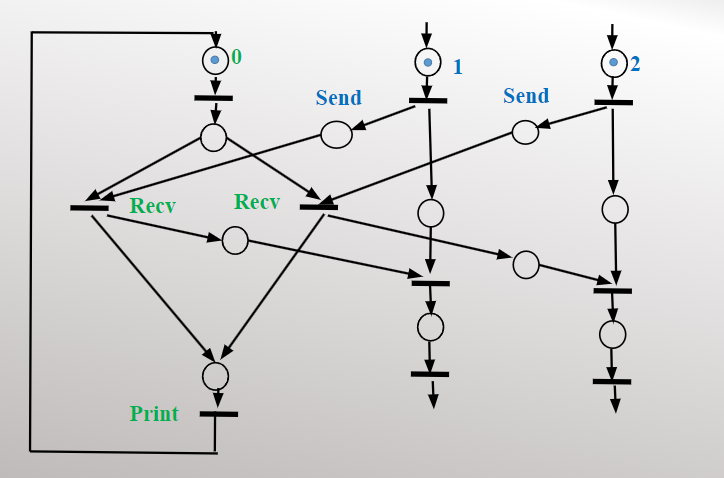 0
1
2
Send
Send
Recv
Recv
Print